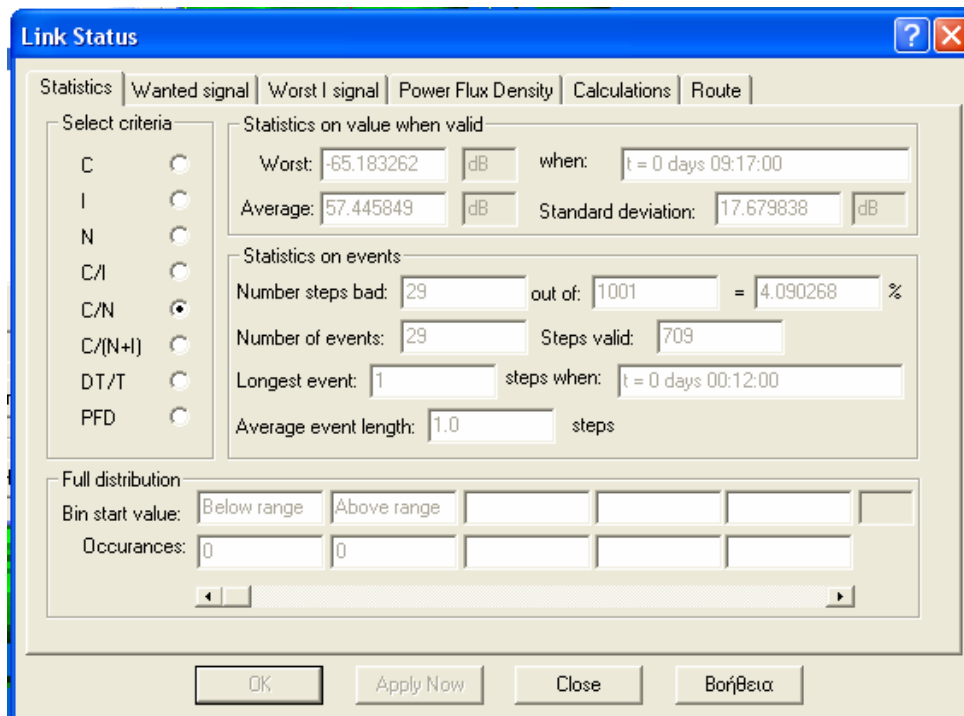 Link Status
Statistics Wanted signal Worst I signal Power Flux Density Calculations Route
Select criteria
C
I
N
C/I
C/N
C/(N+I)
DT/T
PFD
Statistics on value when valid
Worst: -65.183262 dB when: t = 0 days 09:17:00
Average: 57.445849 dB Standard deviation: 17.679838 dB
Statistics on events
Number steps bad: 29 out of: 1001 = 4.090268 %
Number of events: 29 Steps valid: 709
Longest event: 1 steps when: t = 0 days 00:12:00
Average event length: 1.0 steps
Full distribution
Bin start value: Below range Above range
Occurances: 0 0
OK Apply Now Close Βοήθεια